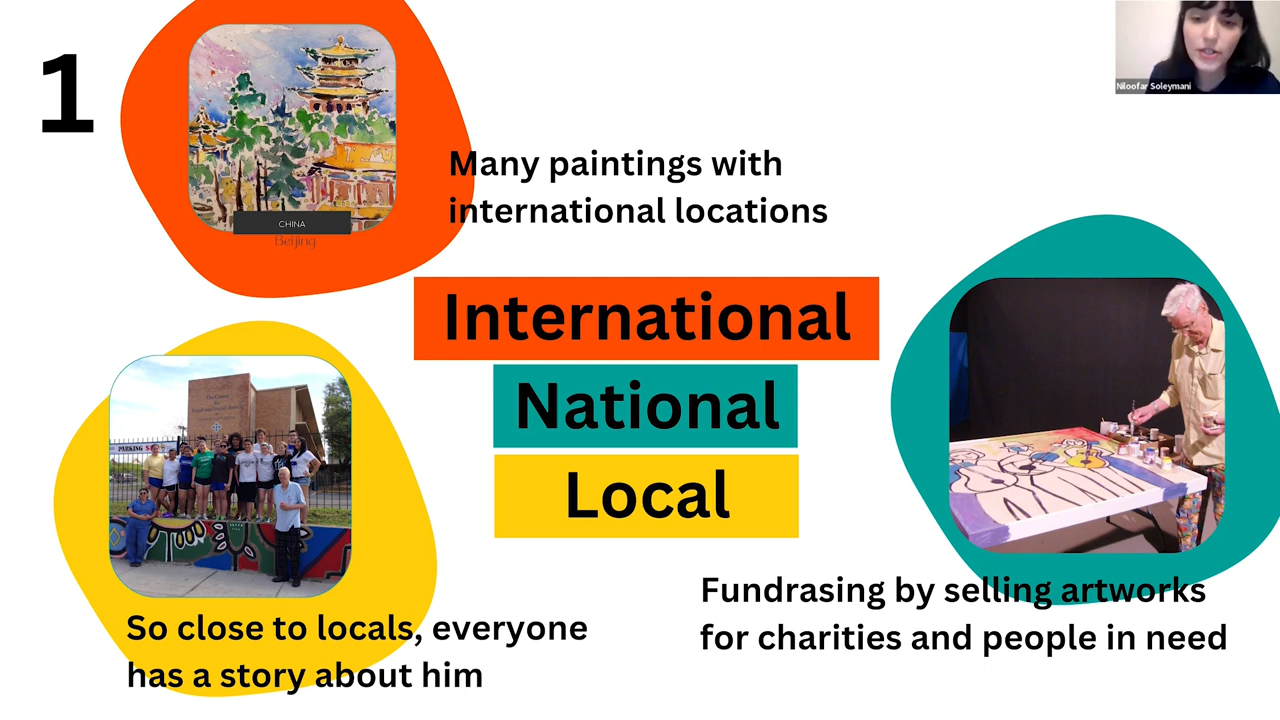 1
Niloofar Soleymani
Many paintings with
international locations
CHINA
Beijing
International
National
Local
PARKING
So close to locals, everyone
has a story about him
Fundrasing by selling artworks
for charities and people in need